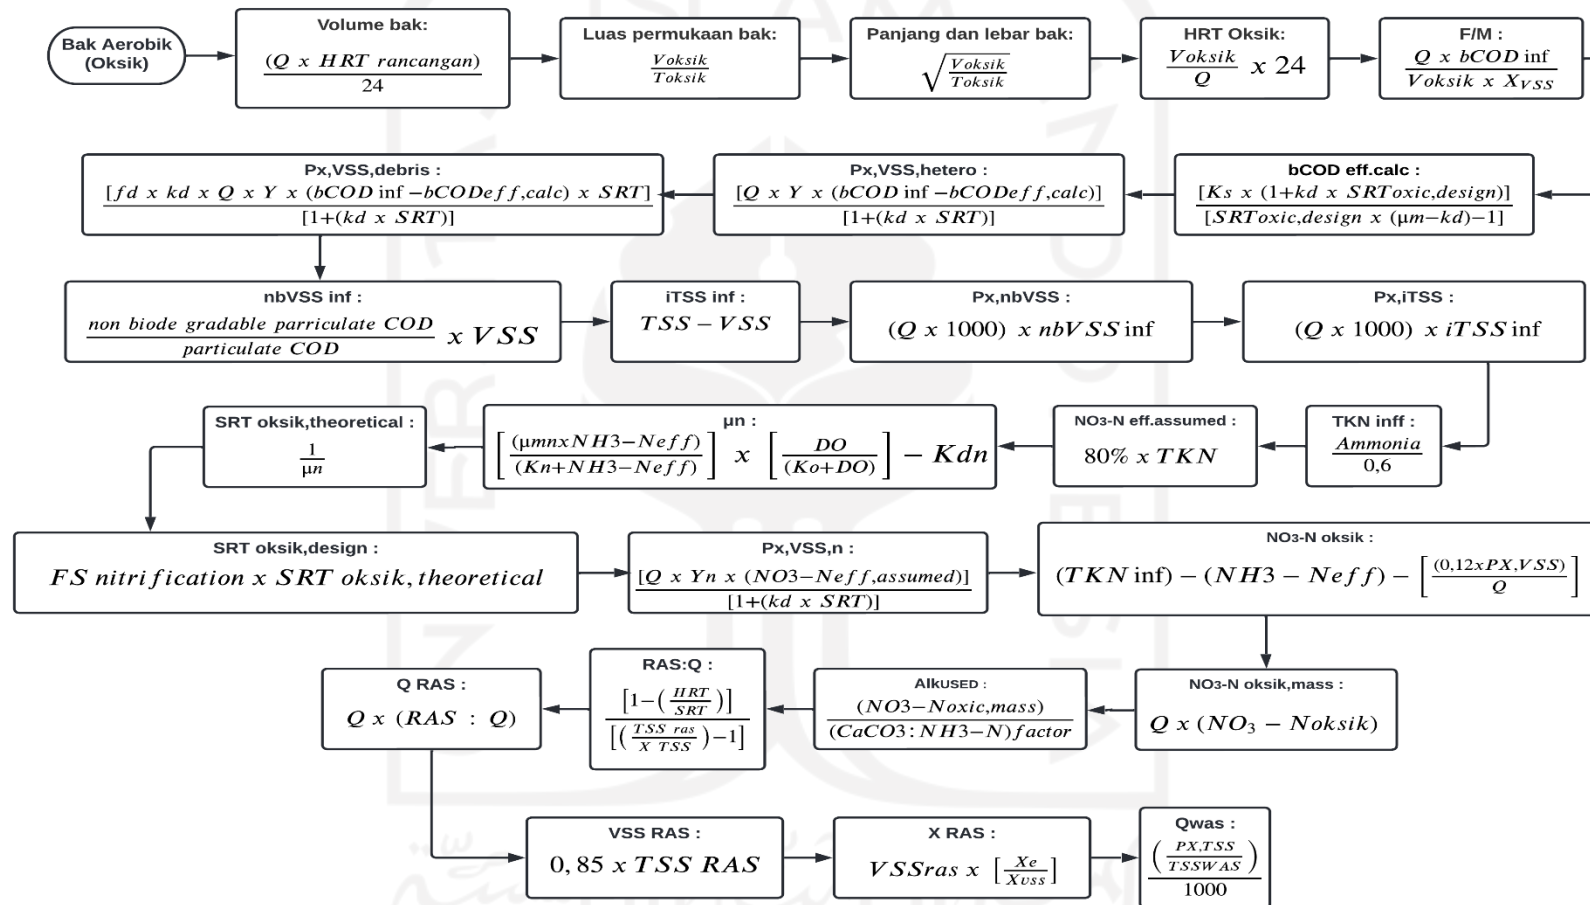 Bak Aerobik
(Oksik)
Volume bak:
(Q x HRT rancangan)
24
Luas permukaan bak:
Voksik
Toksik
Panjang dan lebar bak:
√ Voksik
Toksik
HRT Oksik:
Voksik
Q
x 24
F/M :
Q x bCOD inf
Voksik x X_VSS
bCOD eff.calc :
[Ks x (1+kd x SRToxic,design)]
[SRToxic,design x (μm−kd)−1]
Px,VSS,hetero :
[Q x Y x (bCOD inf −bCODeff,calc)]
[1+(kd x SRT)]
Px,VSS,debris :
[fd x kd x Q x Y x (bCOD inf −bCODeff,calc) x SRT]
[1+(kd x SRT)]
nbVSS inf :
non biode gradable parriculate COD
particulate COD
x VSS
iTSS inf :
TSS − VSS
Px,nbVSS :
(Q x 1000) x nbVSS inf
Px,iTSS :
(Q x 1000) x iTSS inf
TKN inff :
Ammonia
0,6
NO3-N eff.assumed :
80% x TKN
μn :
[(μmnxNH3−Neff) / (Kn+NH3−Neff)] x [DO / (Ko+DO)] − Kdn
SRT oksik,theoretical :
1
μn
SRT oksik,design :
FS nitrification x SRT oksik, theoretical
Px,VSS,n :
[Q x Yn x (NO3−Neff,assumed)]
[1+(kd x SRT)]
NO3-N oksik :
(TKN inf) − (NH3 − Neff) − [(0,12xPX,VSS) / Q]
NO3-N oksik,mass :
Q x (NO3 − Noksik)
AlkUSED :
(NO3−Noxic,mass)
(CaCO3:NH3−N)factor
RAS:Q :
[1−(HRT / SRT)]
[(TSS ras / X TSS)−1]
Q RAS :
Q x (RAS : Q)
VSS RAS :
0, 85 x TSS RAS
X RAS :
VSSras x [Xe / Xvss]
Qwas :
(PX,TSS / TSSWAS)
1000